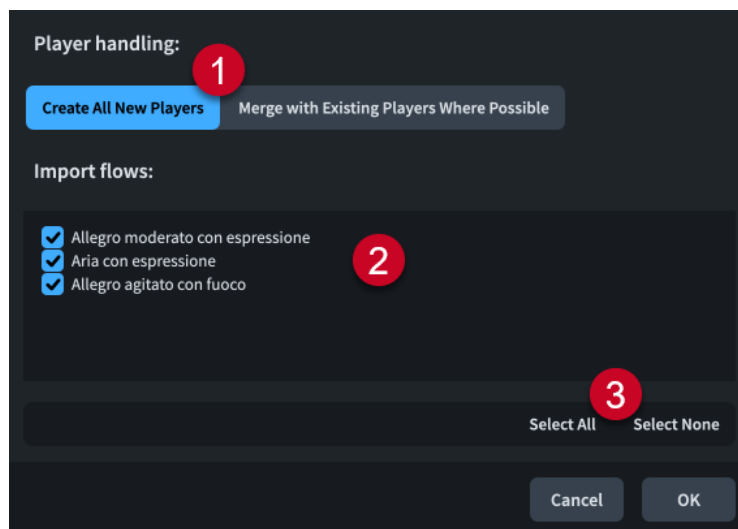 Player handling:
1
Create All New Players Merge with Existing Players Where Possible
Import flows:
Allegro moderato con espressione
Aria con espressione
2
Allegro agitato con fuoco
3
Select All Select None
Cancel OK